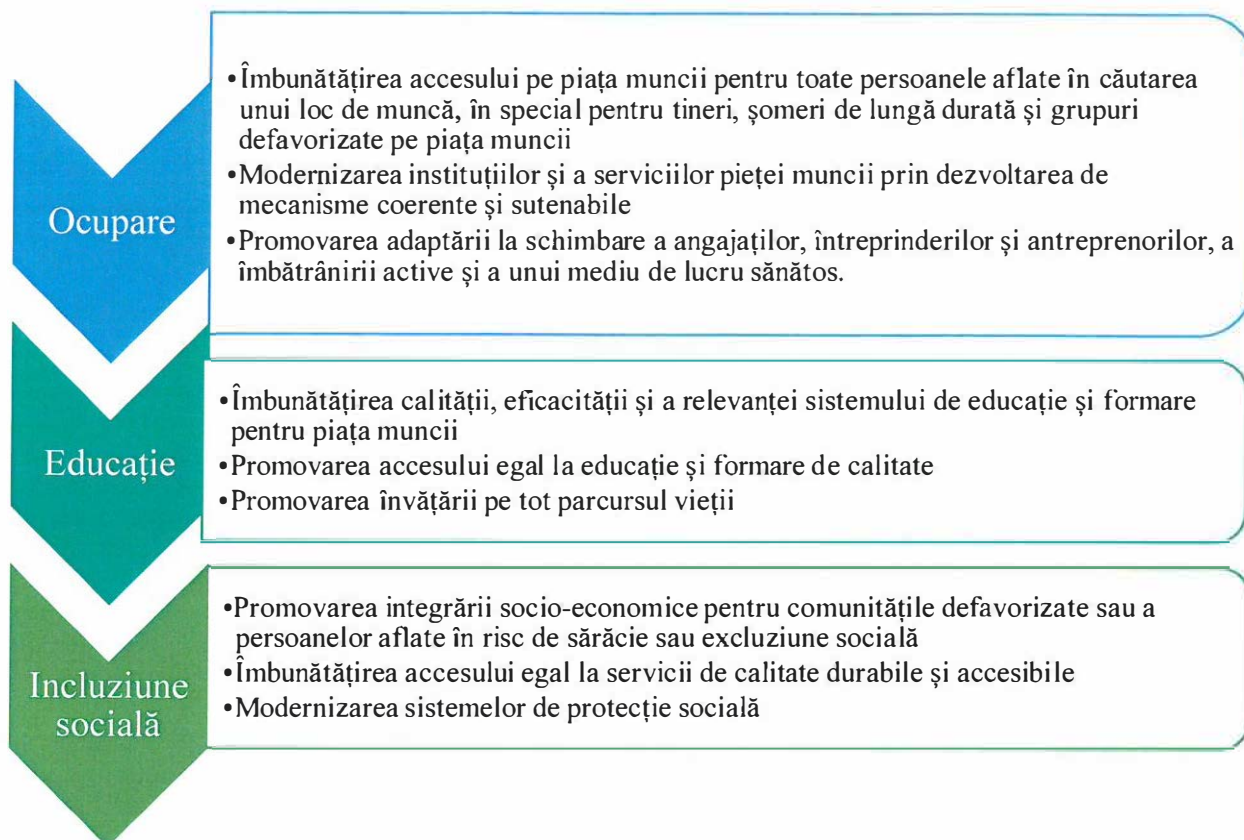 Ocupare
•Îmbunătățirea accesului pe piața muncii pentru toate persoanele aflate în căutarea
unui loc de muncă, în special pentru tineri, șomeri de lungă durată și grupuri
defavorizate pe piața muncii
•Modernizarea instituțiilor și a serviciilor pieței muncii prin dezvoltarea de
mecanisme coerente și sutenabile
•Promovarea adaptării la schimbare a angajaților, întreprinderilor și antreprenorilor, a
îmbătrânirii active și a unui mediu de lucru sănătos.
Educație
•Îmbunătățirea calității, eficacității și a relevanței sistemului de educație și formare
pentru piața muncii
•Promovarea accesului egal la educație și formare de calitate
•Promovarea învățării pe tot parcursul vieții
Incluziune
socială
•Promovarea integrării socio-economice pentru comunitățile defavorizate sau a
persoanelor aflate în risc de sărăcie sau excluziune socială
•Îmbunătățirea accesului egal la servicii de calitate durabile și accesibile
•Modernizarea sistemelor de protecție socială